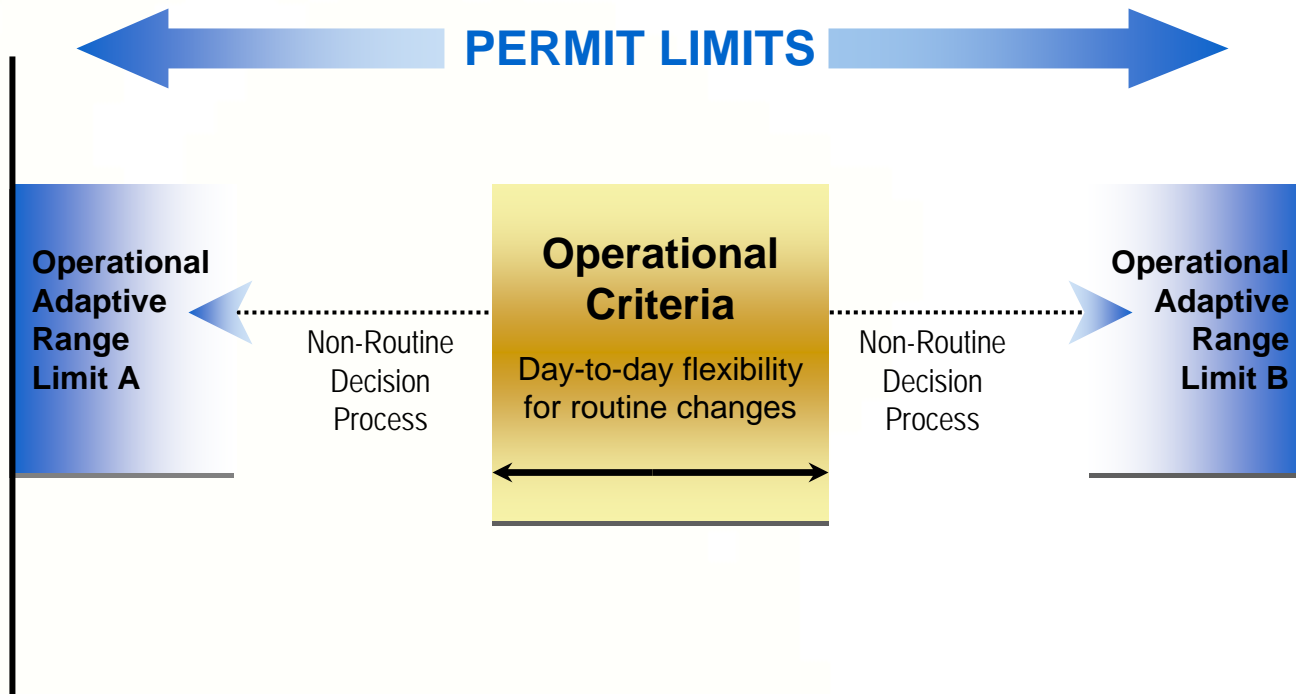 PERMIT LIMITS
Operational
Adaptive
Range
Limit A
Non-Routine
Decision
Process
Operational
Criteria
Day-to-day flexibility
for routine changes
Non-Routine
Decision
Process
Operational
Adaptive
Range
Limit B